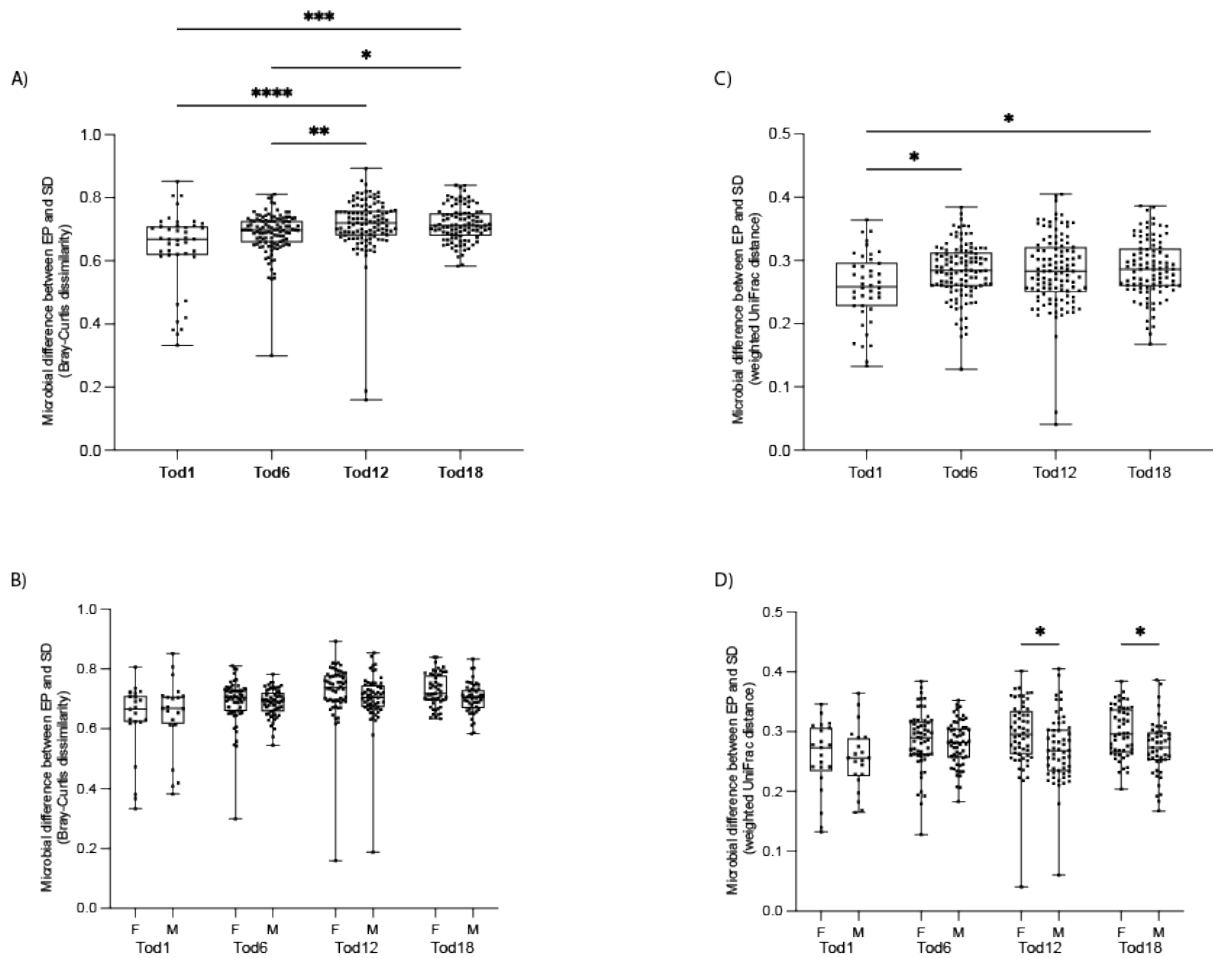 A)
***
*
****
**
Microbial difference between EP and SD
(Bray-Curtis dissimilarity)
1.0
0.8
0.6
0.4
0.2
0.0
Tod1 Tod6 Tod12 Tod18
C)
*
*
Microbial difference between EP and SD
(weighted UniFrac distance)
0.5
0.4
0.3
0.2
0.1
0.0
Tod1 Tod6 Tod12 Tod18
B)
Microbial difference between EP and SD
(Bray-Curtis dissimilarity)
1.0
0.8
0.6
0.4
0.2
0.0
F M F M F M F M
Tod1 Tod6 Tod12 Tod18
D)
* *
Microbial difference between EP and SD
(weighted UniFrac distance)
0.5
0.4
0.3
0.2
0.1
0.0
F M F M F M F M
Tod1 Tod6 Tod12 Tod18